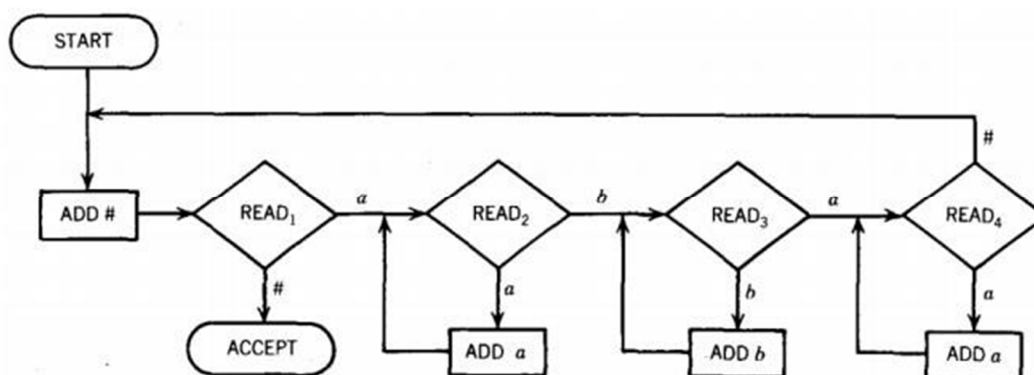 START
#
ADD #
READ1
a
READ2
b
READ3
a
READ4
#
a
b
a
ACCEPT
ADD a
ADD b
ADD a